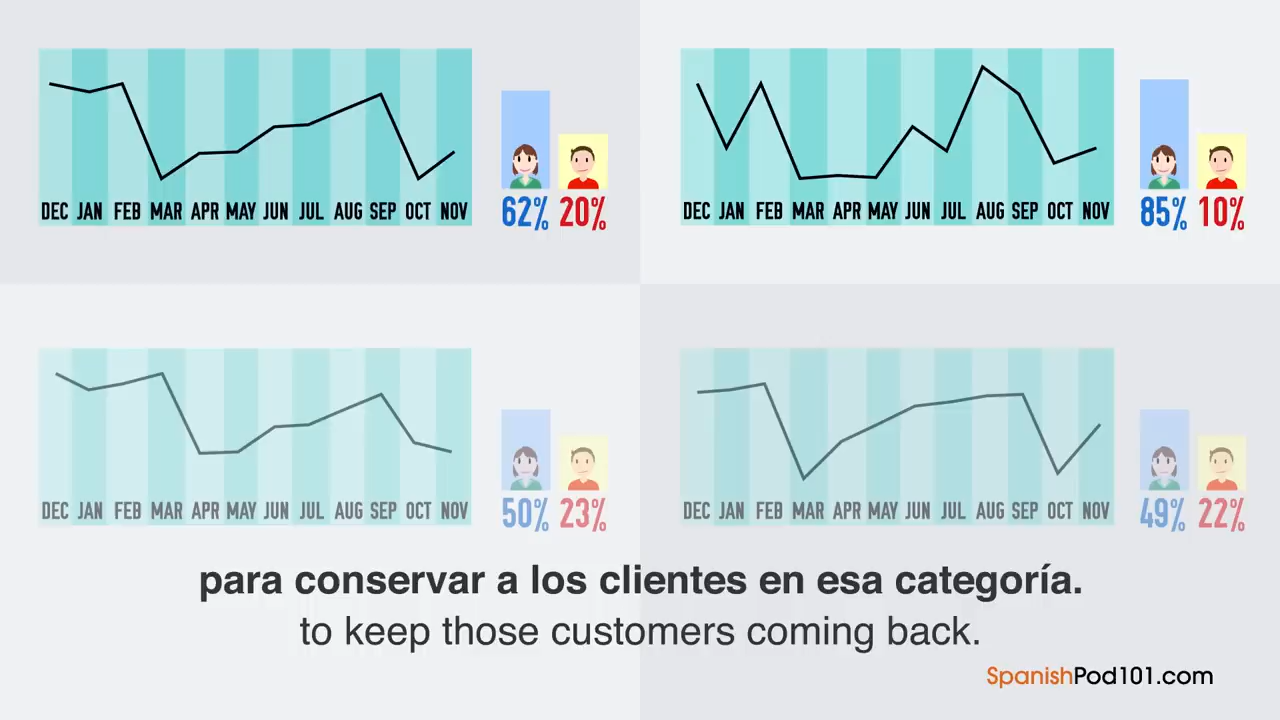 DEC JAN FEB MAR APR MAY JUN JUL AUG SEP OCT NOV
62% 20%
DEC JAN FEB MAR APR MAY JUN JUL AUG SEP OCT NOV
85% 10%
DEC JAN FEB MAR APR MAY JUN JUL AUG SEP OCT NOV
50% 23%
DEC JAN FEB MAR APR MAY JUN JUL AUG SEP OCT NOV
49% 22%
para conservar a los clientes en esa categoría.
to keep those customers coming back.
SpanishPod101.com